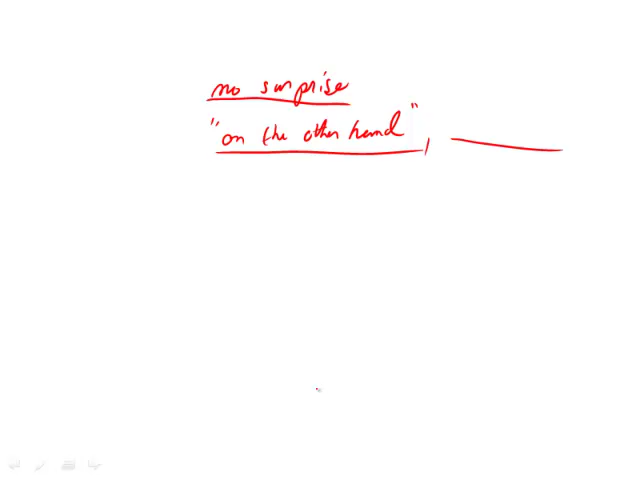 no surprise
"on the other hand",